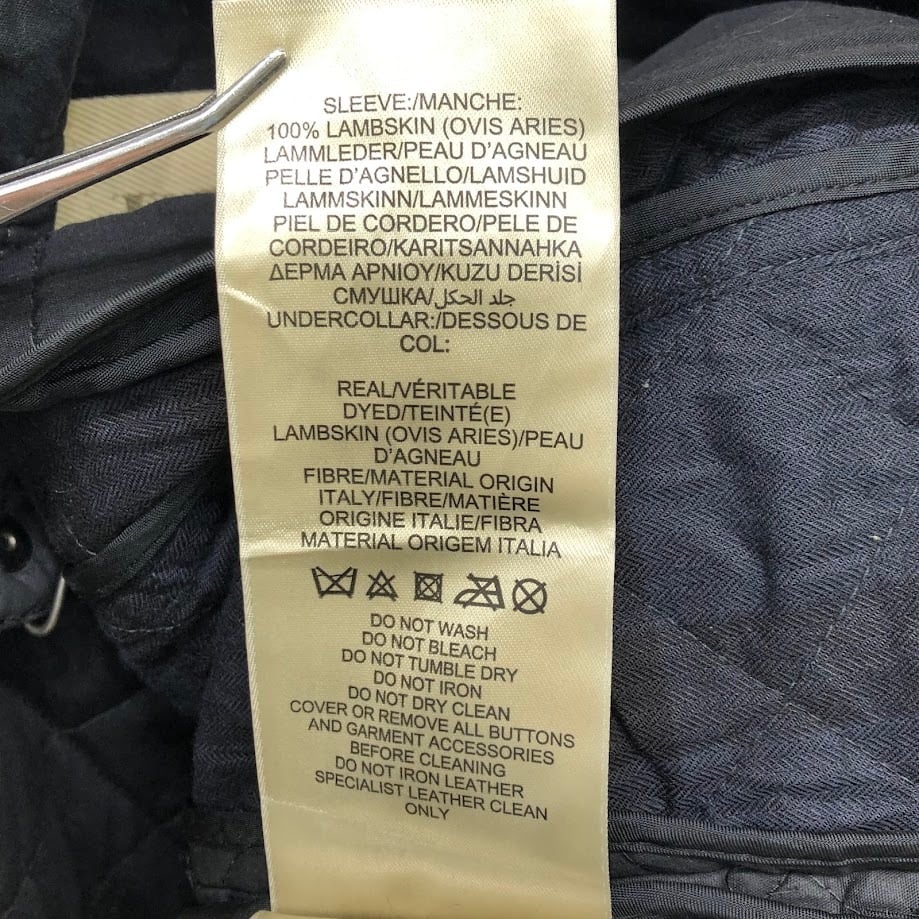 SLEEVE:/MANCHE:
100% LAMBSKIN (OVIS ARIES)
LAMMLEDER/PEAU D'AGNEAU
PELLE D'AGNELLO/LAMSHUID
LAMMSKINN/LAMMESKINN
PIEL DE CORDERO/PELE DE
CORDEIRO/KARITSANNAHKA
ΔΕΡΜΑ ΑΡΝΙΟΥ/KUZU DERİSİ
СМУШКА/جلد الحكل
UNDERCOLLAR:/DESSOUS DE
COL:
REAL/VÉRITABLE
DYED/TEINTÉ(E)
LAMBSKIN (OVIS ARIES)/PEAU
D'AGNEAU
FIBRE/MATERIAL ORIGIN
ITALY/FIBRE/MATIÈRE
ORIGINE ITALIE/FIBRA
MATERIAL ORIGEM ITALIA
DO NOT WASH
DO NOT BLEACH
DO NOT TUMBLE DRY
DO NOT IRON
DO NOT DRY CLEAN
COVER OR REMOVE ALL BUTTONS
AND GARMENT ACCESSORIES
BEFORE CLEANING
DO NOT IRON LEATHER
SPECIALIST LEATHER CLEAN
ONLY